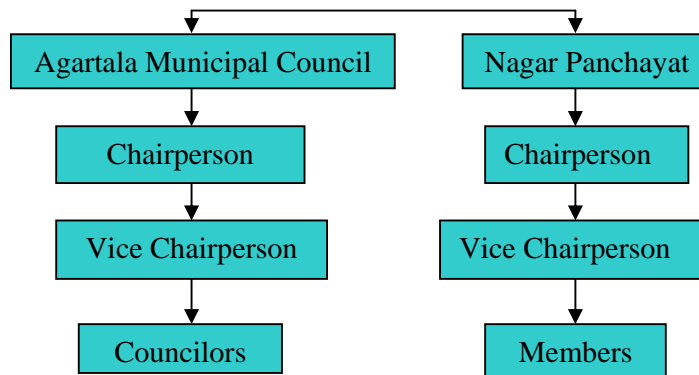 Agartala Municipal Council
Nagar Panchayat
Chairperson
Chairperson
Vice Chairperson
Vice Chairperson
Councilors
Members